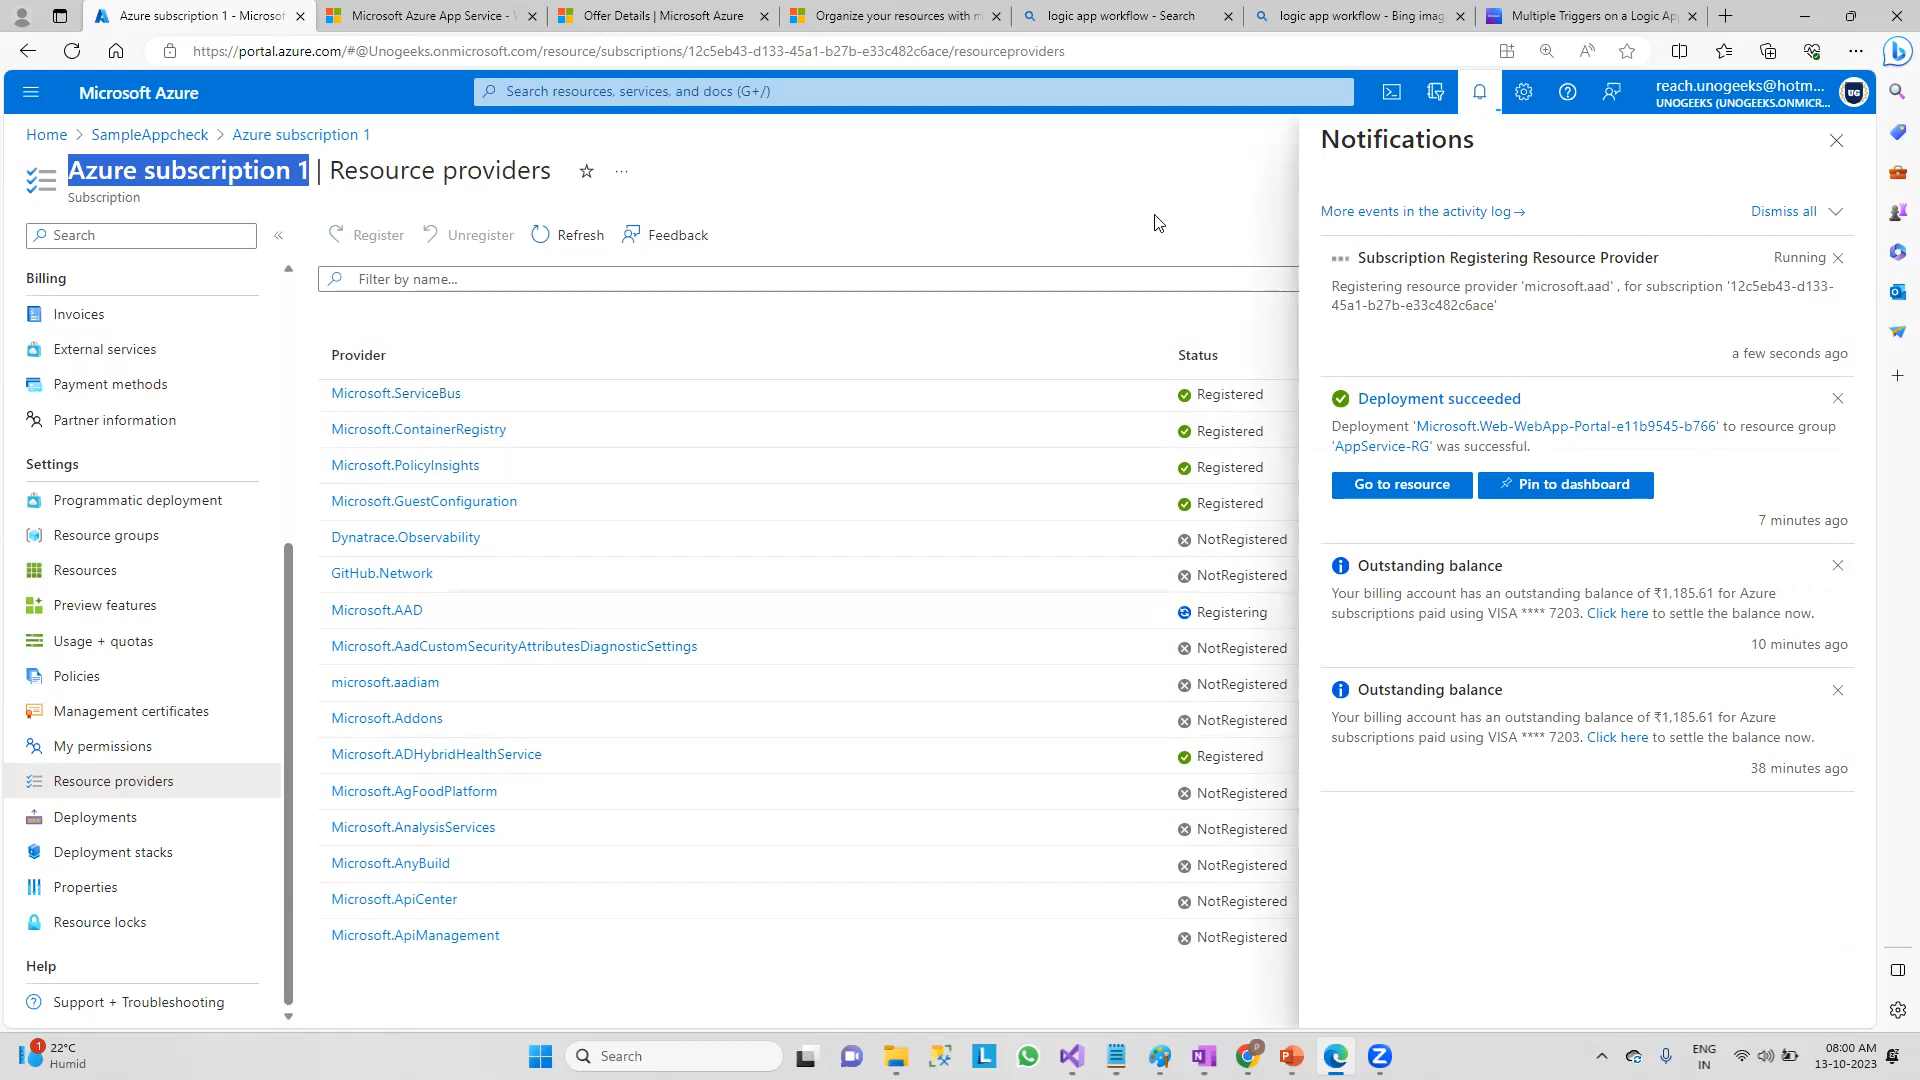 Azure subscription 1 - Microsof
Microsoft Azure App Service -
Offer Details | Microsoft Azure
Organize your resources with m
logic app workflow - Search
logic app workflow - Bing imag
Multiple Triggers on a Logic Ap
https://portal.azure.com/#@Unogeeks.onmicrosoft.com/resource/subscriptions/12c5eb43-d133-45a1-b27b-e33c482c6ace/resourceproviders
Microsoft Azure
Search resources, services, and docs (G+/)
reach.unogeeks@hotm...
UNOGEEKS (UNOGEEKS.ONMICR...
UG
Home > SampleAppcheck > Azure subscription 1
Azure subscription 1 | Resource providers
Subscription
Search
Register
Unregister
Refresh
Feedback
Filter by name...
Billing
Invoices
External services
Payment methods
Partner information
Settings
Programmatic deployment
Resource groups
Resources
Preview features
Usage + quotas
Policies
Management certificates
My permissions
Resource providers
Deployments
Deployment stacks
Properties
Resource locks
Help
Support + Troubleshooting
Provider Status
Microsoft.ServiceBus Registered
Microsoft.ContainerRegistry Registered
Microsoft.PolicyInsights Registered
Microsoft.GuestConfiguration Registered
Dynatrace.Observability NotRegistered
GitHub.Network NotRegistered
Microsoft.AAD Registering
Microsoft.AadCustomSecurityAttributesDiagnosticSettings NotRegistered
microsoft.aadiam NotRegistered
Microsoft.Addons NotRegistered
Microsoft.ADHybridHealthService Registered
Microsoft.AgFoodPlatform NotRegistered
Microsoft.AnalysisServices NotRegistered
Microsoft.AnyBuild NotRegistered
Microsoft.ApiCenter NotRegistered
Microsoft.ApiManagement NotRegistered
Notifications
More events in the activity log →
Dismiss all
Subscription Registering Resource Provider Running
Registering resource provider 'microsoft.aad' , for subscription '12c5eb43-d133-
45a1-b27b-e33c482c6ace'
a few seconds ago
Deployment succeeded
Deployment 'Microsoft.Web-WebApp-Portal-e11b9545-b766' to resource group
'AppService-RG' was successful.
Go to resource
Pin to dashboard
7 minutes ago
Outstanding balance
Your billing account has an outstanding balance of ₹1,185.61 for Azure
subscriptions paid using VISA **** 7203. Click here to settle the balance now.
10 minutes ago
Outstanding balance
Your billing account has an outstanding balance of ₹1,185.61 for Azure
subscriptions paid using VISA **** 7203. Click here to settle the balance now.
38 minutes ago
1
22°C
Humid
Search
ENG
IN
08:00 AM
13-10-2023